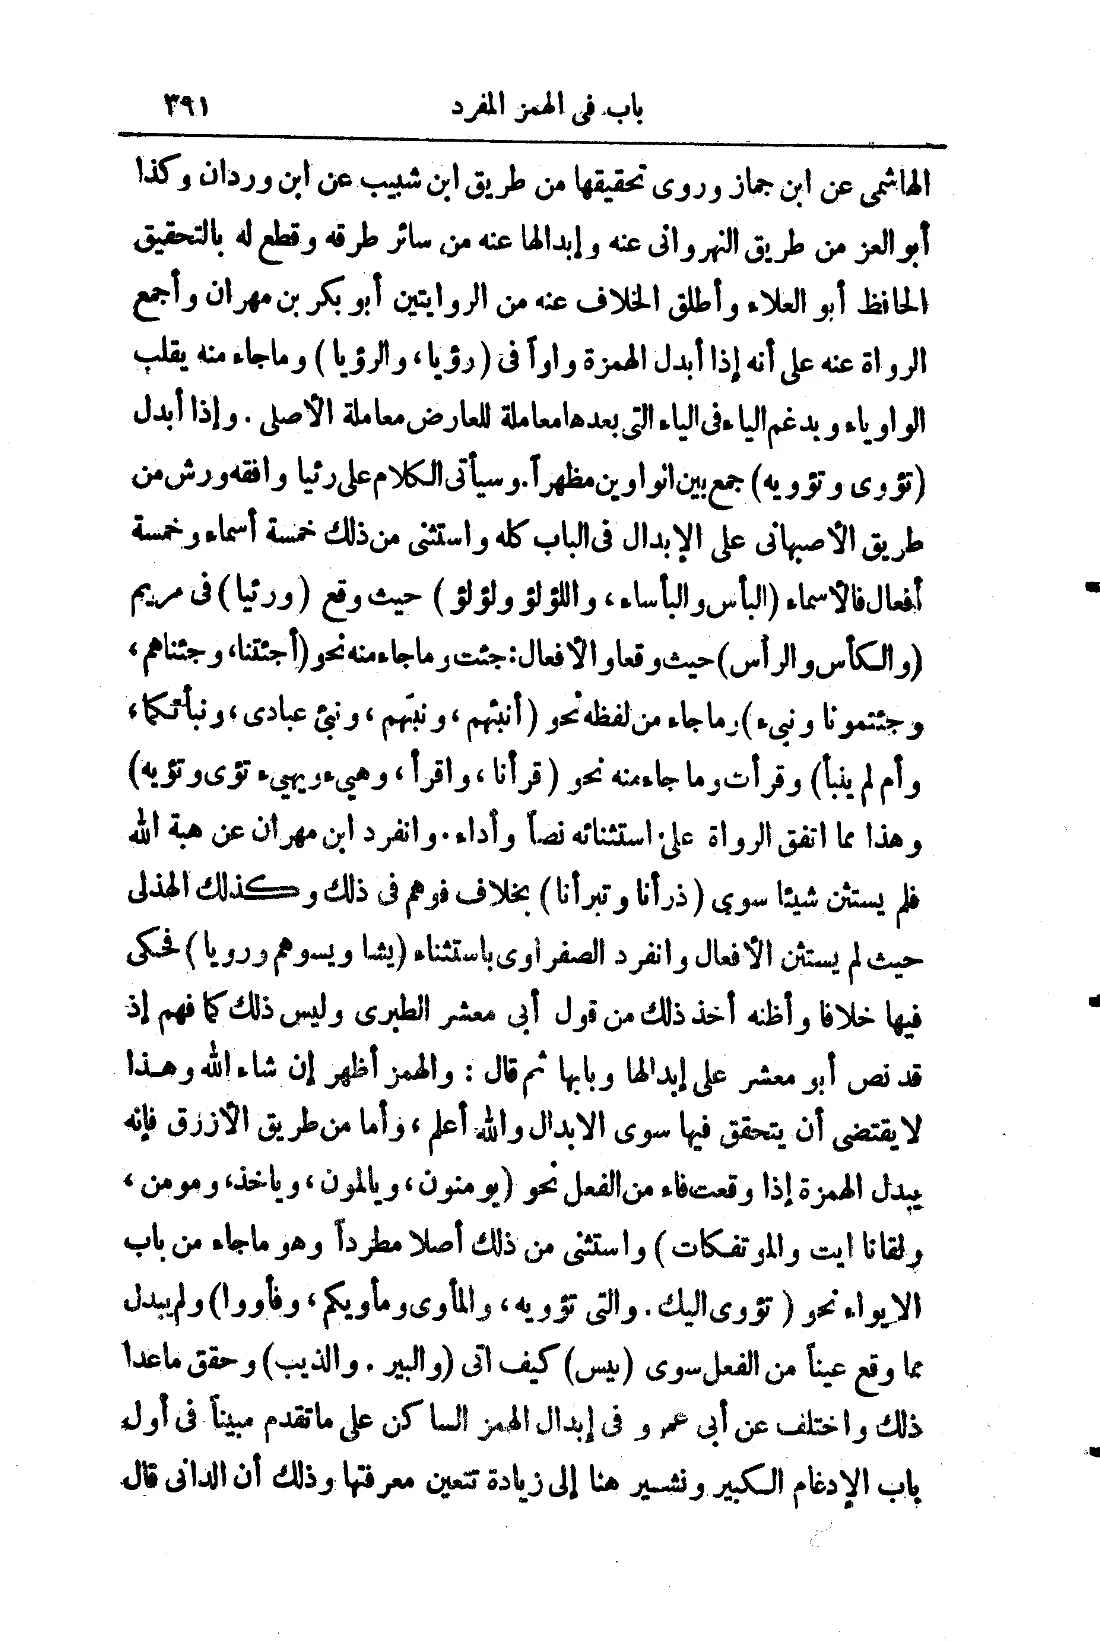 باب فى الهمز المفرد ٣٩١
الهاشمى عن ابن جماز وروى تحقيقها من طريق ابن شبيب عن ابن وردان وكذا
أبو العز من طريق النهروانى عنه وإبدالها عنه من سائر طرقه وقطع له بالتحقيق
الحافظ أبو العلاء وأطلق الخلاف عنه من الروايتين أبو بكر بن مهران وأجمع
الرواة عنه على أنه إذا أبدل الهمزة واواً فى (رؤيا، والرؤيا) وماجاء منه يقلب
الواو ياء ويدغم الياء فى الياء التى بعدها معاملة للعارض معاملة الأصلى . وإذا أبدل
(تؤوى وتؤويه) جمع بين انواوين مظهراً. وسيأتى الكلام على رئيا وافقه ورش من
طريق الأصبهانى على الإبدال فى الباب كله واستثنى من ذلك خمسة أسماء وخمسة
أفعال فالأسماء (البأس والبأساء، واللؤلؤ ولؤلؤ) حيث وقع (ورئيا) فى مريم
(والكأس والرأس) حيث وقعا والأفعال: جئت وماجاء منه نحو (أجئتنا، وجئناهم،
وجئتمونا ونبىء) وماجاء من لفظه نحو (أنبئهم، ونبّهم، ونبئ عبادى، ونبأتكما،
وأم لم ينبأ) وقرأت وما جاء منه نحو (قرأنا، واقرأ، وهيىء ويهيىء تؤى وتؤيه)
وهذا مما اتفق الرواة على استثنائه نصاً وأداء. وانفرد ابن مهران عن هبة الله
فلم يستثن شيئا سوى (ذرأنا وتبرأنا) بخلاف فوهم فى ذلك وكذلك الهذلى
حيث لم يستثن الأفعال وانفرد الصفراوى باستثناء (يشا ويسوهم ورويا) فحكى
فيها خلافا وأظنه أخذ ذلك من قول أبى معشر الطبرى وليس ذلك كما فهم إذ
قد نص أبو معشر على إبدالها وبابها ثم قال: والهمز أظهر إن شاء الله وهذا
لا يقتضى أن يتحقق فيها سوى الابدال والله أعلم، وأما من طريق الأزرق فإنه
يبدل الهمزة إذا وقعت فاء من الفعل نحو (يومنون، ويالمون، وياخذ، ومومن،
ولقانا ايت والموتفكات) واستثنى من ذلك أصلا مطرداً وهو ماجاء من باب
الايواء نحو (تؤوى اليك. والتى تؤويه، والمأوى ومأويكم، وفأووا) ولم يبدل
مما وقع عيناً من الفعل سوى (بيس) كيف اتى (والبير . والذيب) وحقق ماعدا
ذلك واختلف عن أبى عمرو فى إبدال الهمز الساكن على ماتقدم مبيناً فى أول
باب الإدغام الكبير ونشير هنا إلى زيادة تتعين معرفتها وذلك أن الدانى قال